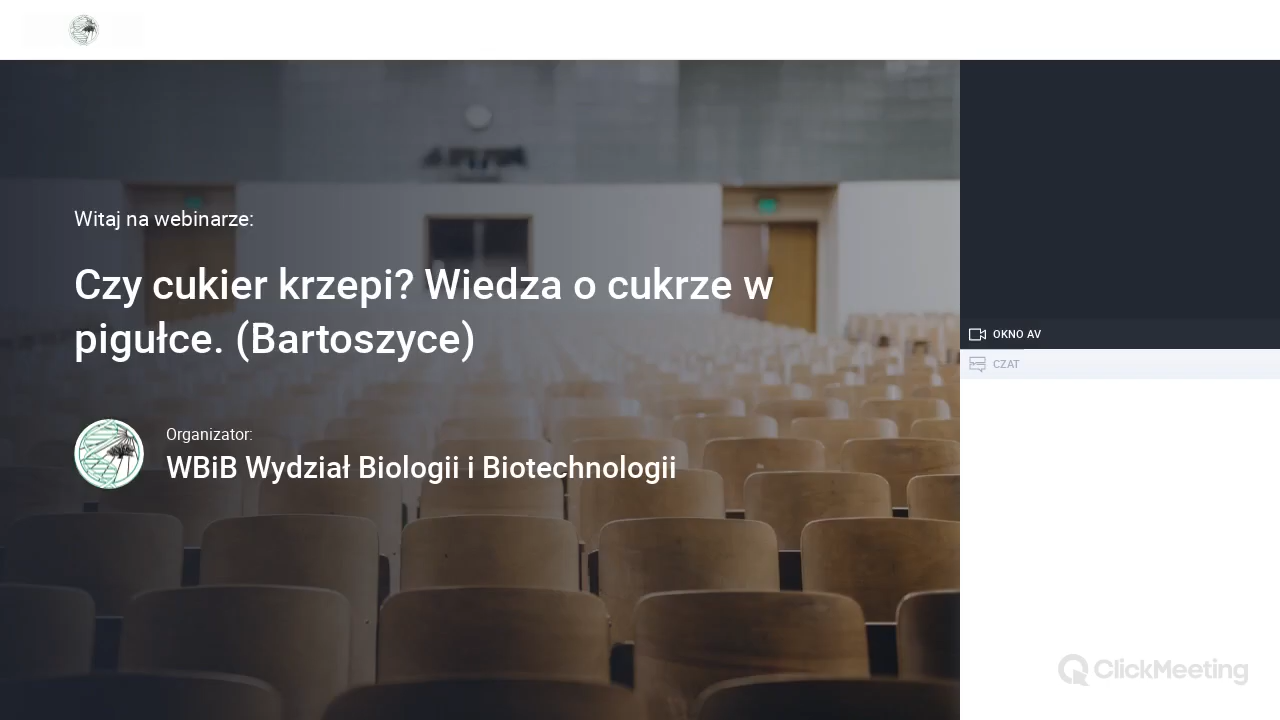 Witaj na webinarze:
Czy cukier krzepi? Wiedza o cukrze w
pigułce. (Bartoszyce)
Organizator:
WBiB Wydział Biologii i Biotechnologii
OKNO AV
CZAT
ClickMeeting